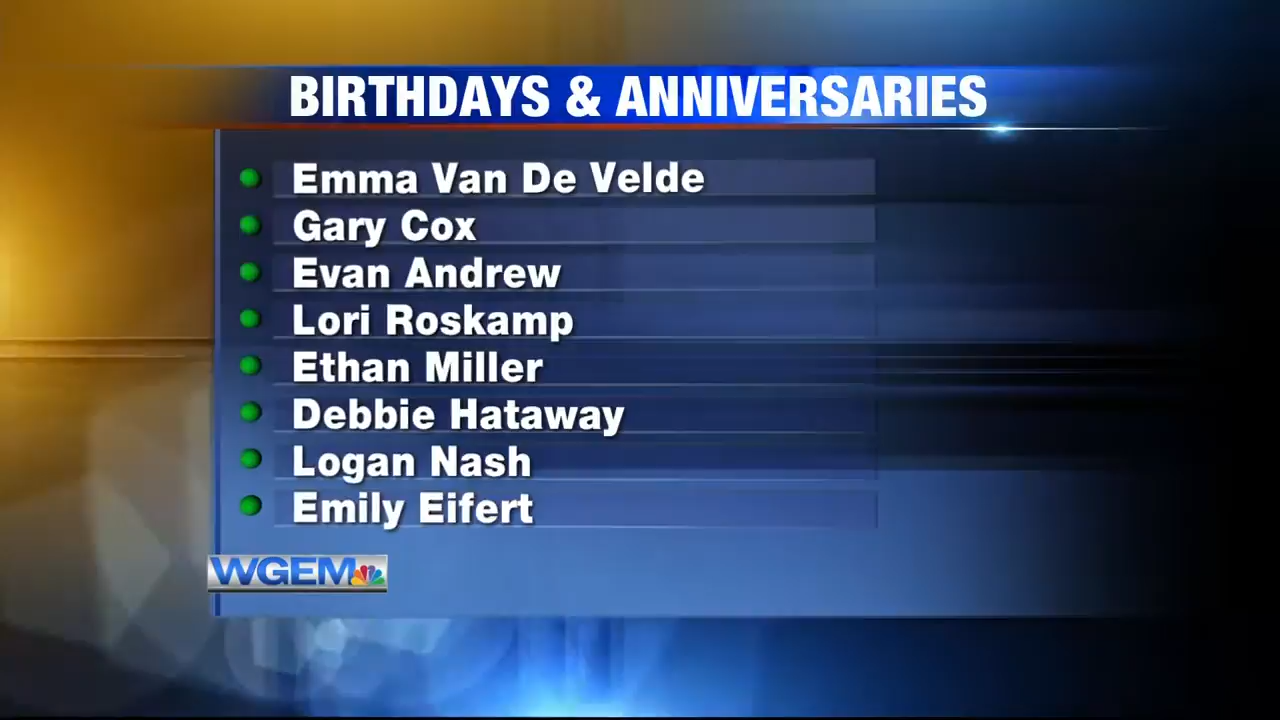 BIRTHDAYS & ANNIVERSARIES
Emma Van De Velde
Gary Cox
Evan Andrew
Lori Roskamp
Ethan Miller
Debbie Hataway
Logan Nash
Emily Eifert
WGEM